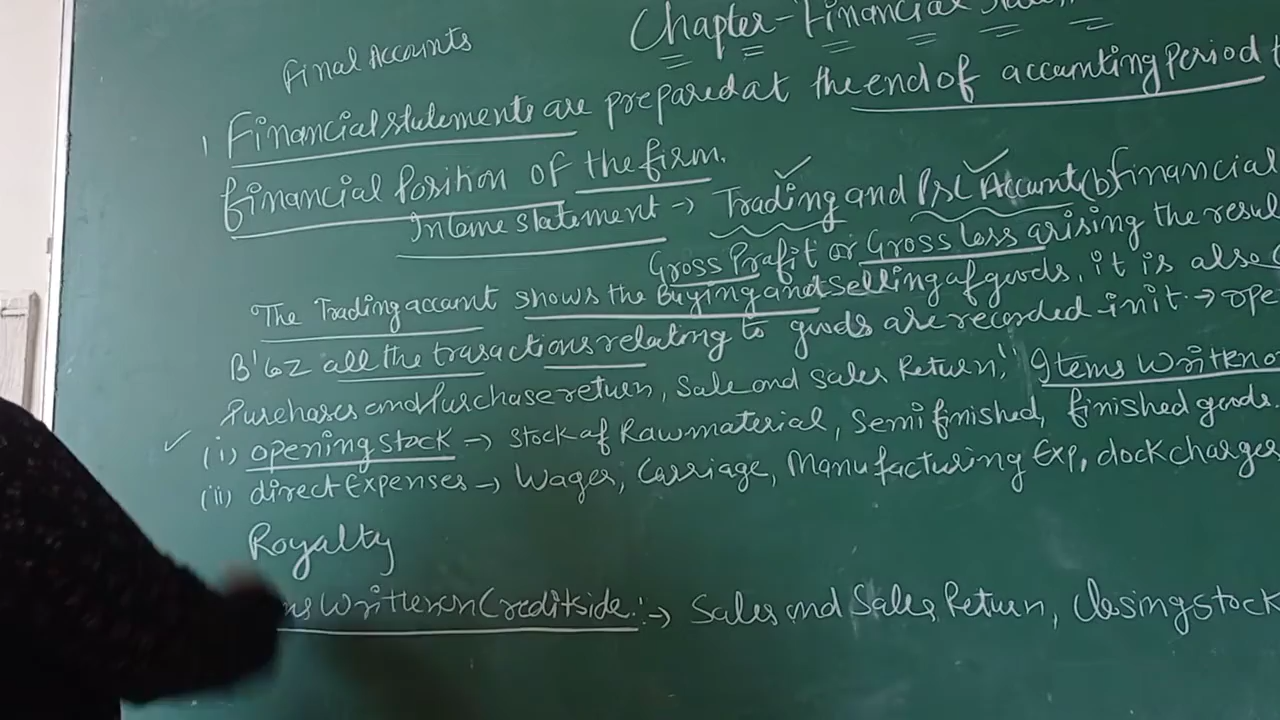 Chapter - Financial
Final Accounts
1 Financial statements are prepared at the end of accounting Period
financial Position of the firm.
Income statement → Trading and P&L Account (b) financial
Gross Profit or Gross loss arising the resul
The Trading account shows the Buying and selling of goods, it is also
B'coz all the trasactions relating to goods are recorded in it. → ope
Purchases and Purchase return, Sale and Sales Return, Items Written o
(i) opening stock → Stock of Raw material, Semi finished, finished goods.
(ii) direct Expenses → Wages, Carriage, Manufacturing Exp, dock charges
Royalty
ms Written on Credit side :→ Sales and Sales Return, Closing stock